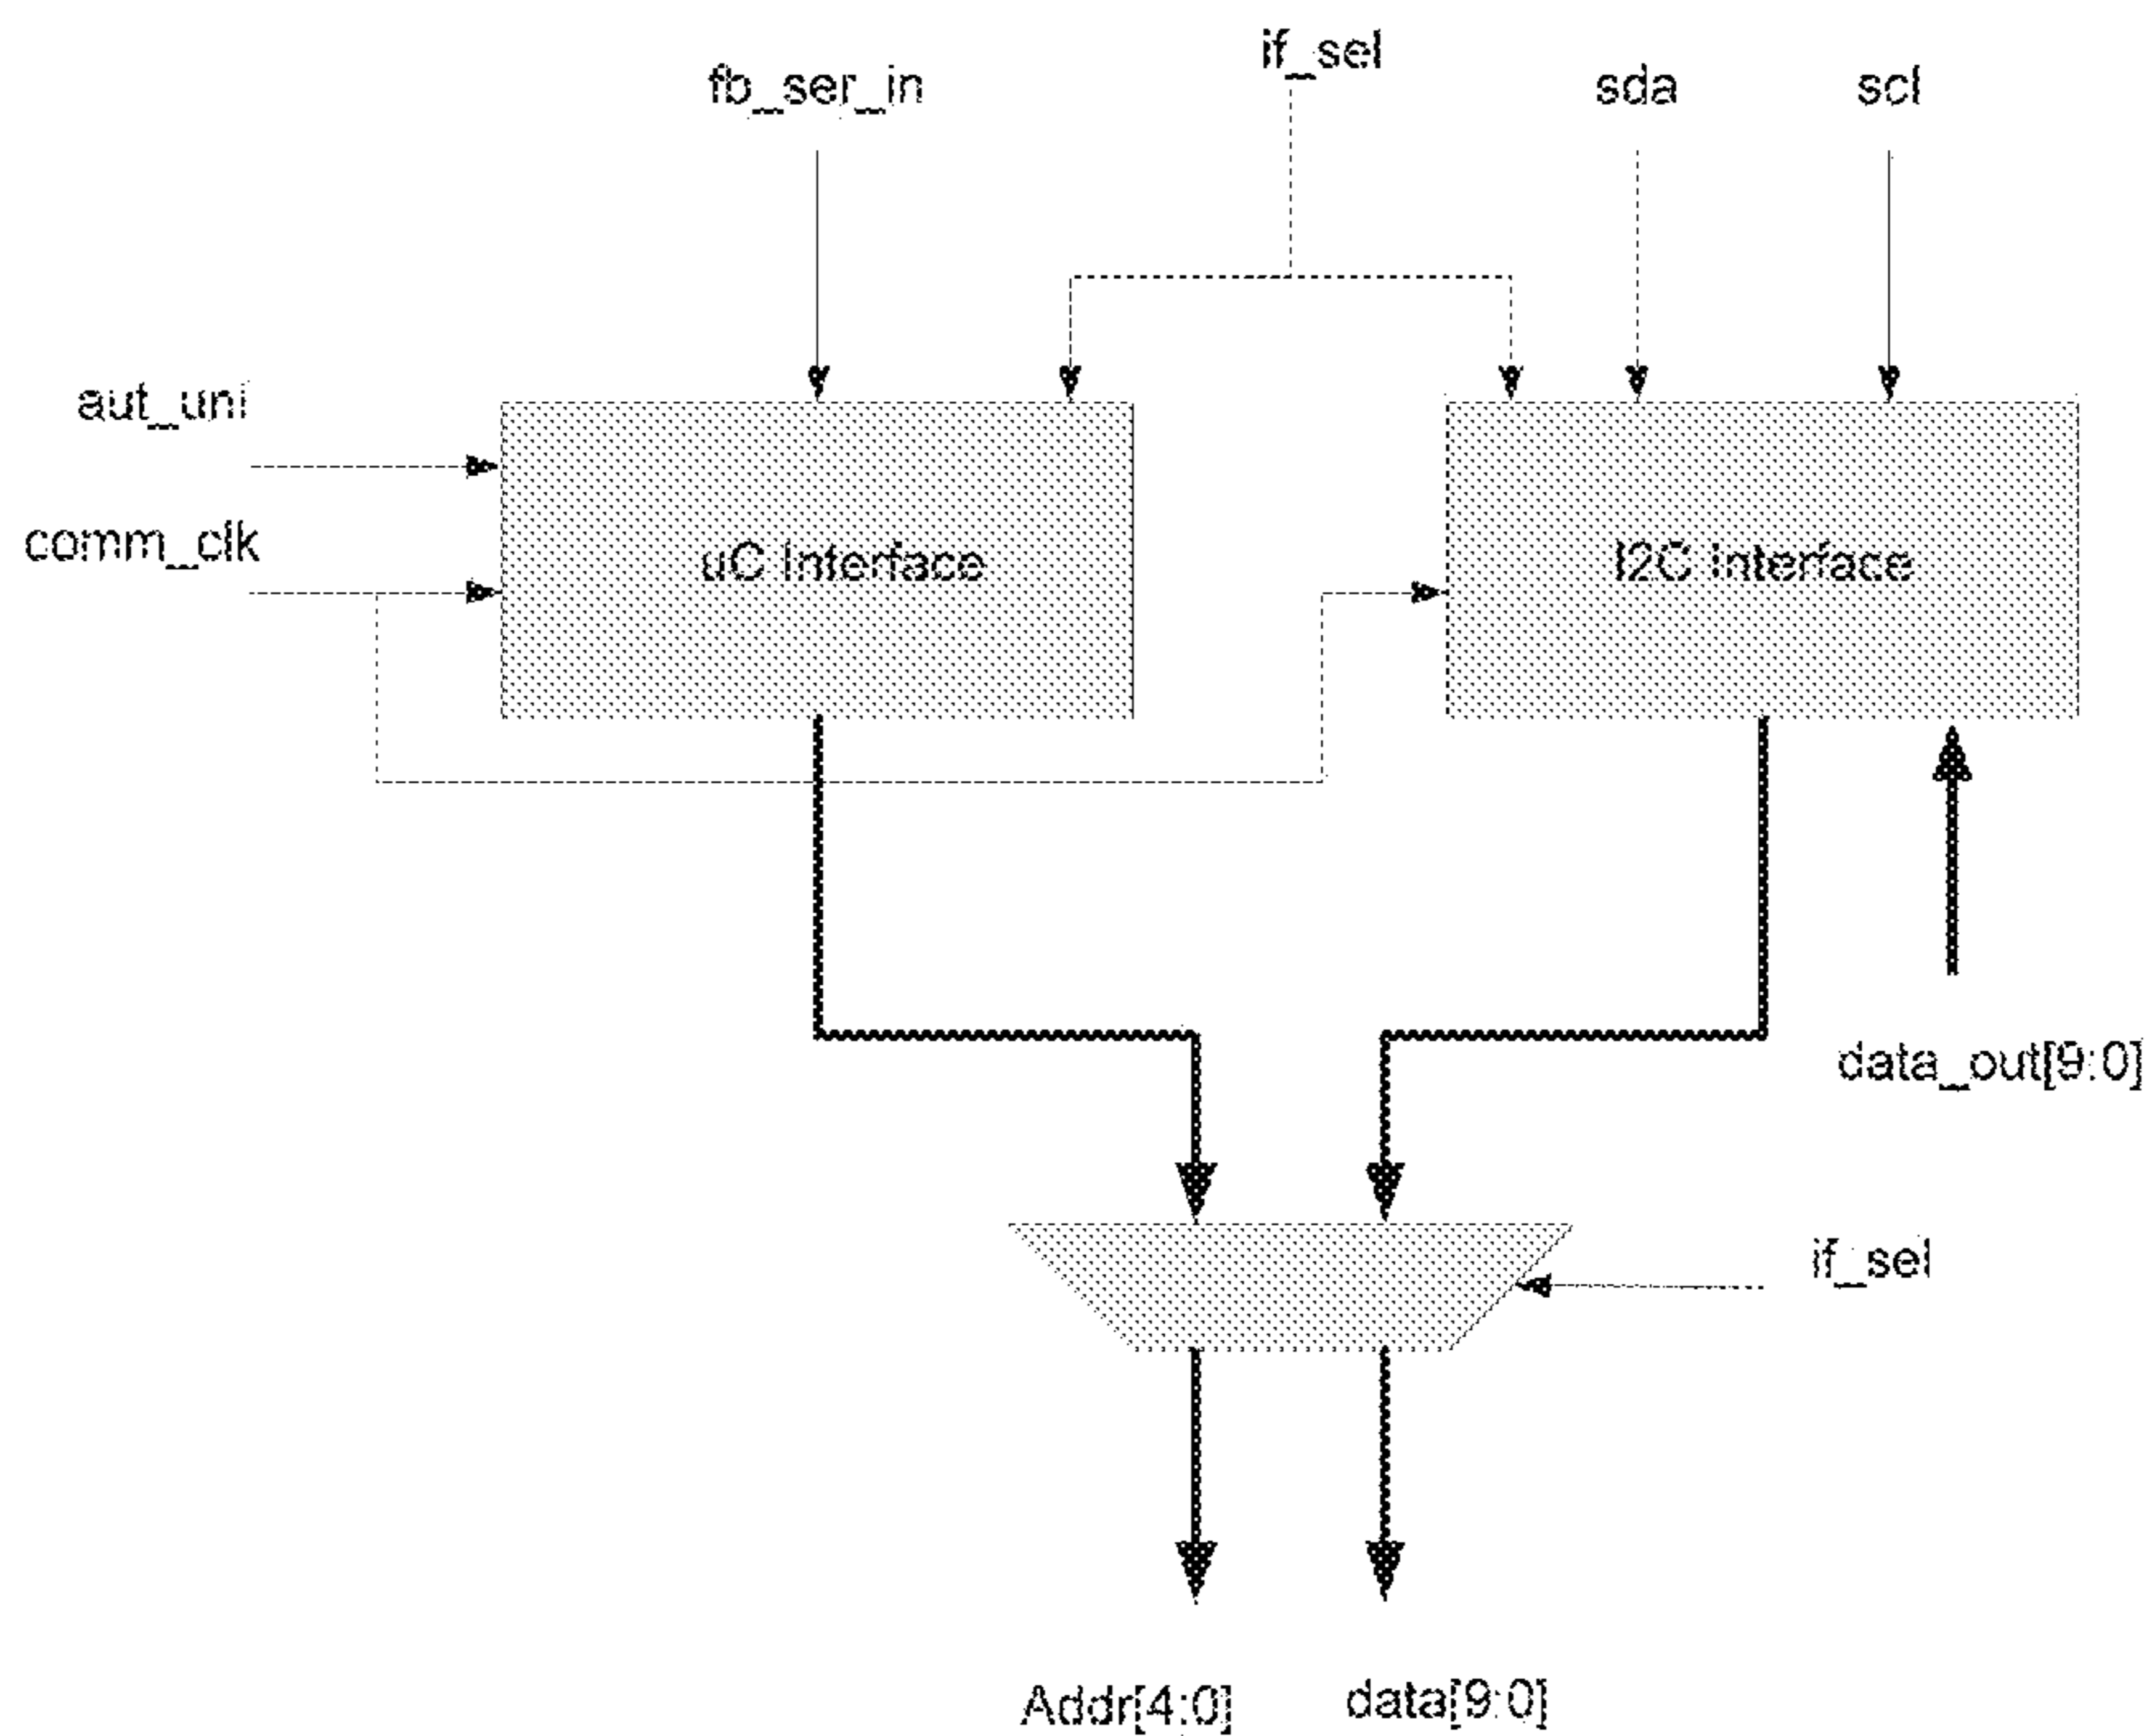 if_sel
fb_ser_in
sda
scl
aut_uni
comm_clk
uC Interface
I2C Interface
data_out[9:0]
if_sel
Addr[4:0]
data[9:0]